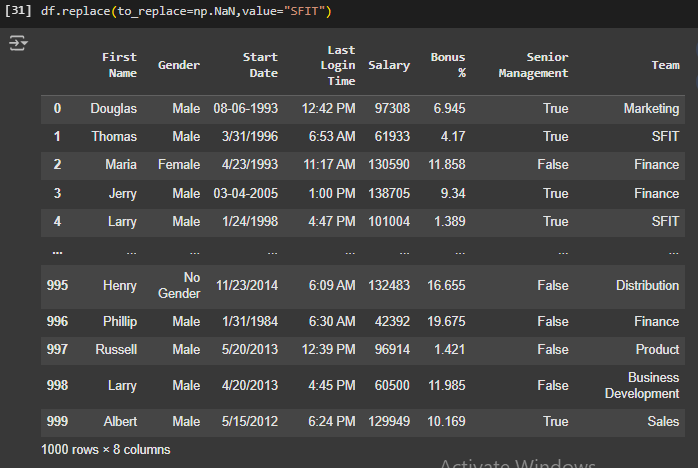 [31] df.replace(to_replace=np.NaN,value="SFIT")
First Name Gender Start Date Last Login Time Salary Bonus % Senior Management Team
0 Douglas Male 08-06-1993 12:42 PM 97308 6.945 True Marketing
1 Thomas Male 3/31/1996 6:53 AM 61933 4.17 True SFIT
2 Maria Female 4/23/1993 11:17 AM 130590 11.858 False Finance
3 Jerry Male 03-04-2005 1:00 PM 138705 9.34 True Finance
4 Larry Male 1/24/1998 4:47 PM 101004 1.389 True SFIT
... ... ... ... ... ... ... ... ...
995 Henry No Gender 11/23/2014 6:09 AM 132483 16.655 False Distribution
996 Phillip Male 1/31/1984 6:30 AM 42392 19.675 False Finance
997 Russell Male 5/20/2013 12:39 PM 96914 1.421 False Product
998 Larry Male 4/20/2013 4:45 PM 60500 11.985 False Business Development
999 Albert Male 5/15/2012 6:24 PM 129949 10.169 True Sales
1000 rows × 8 columns
Activate Windows